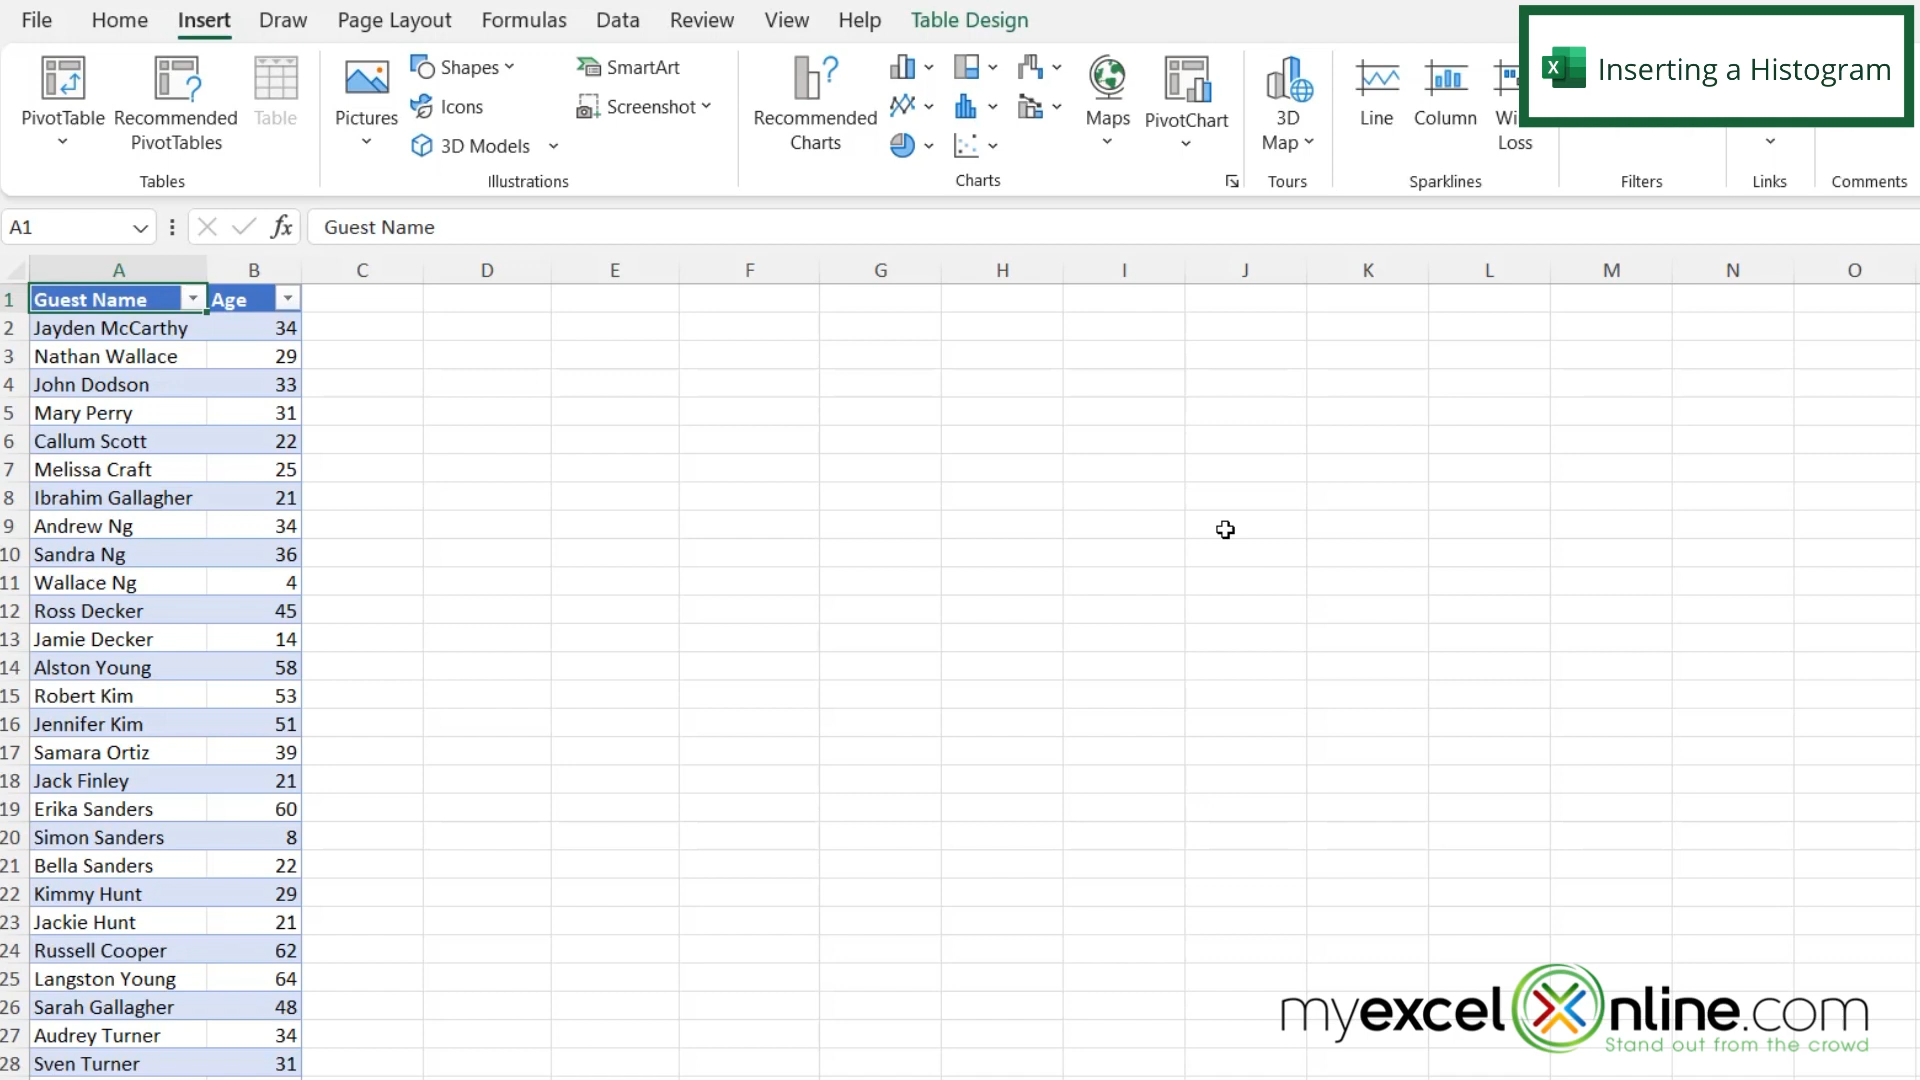 File Home Insert Draw Page Layout Formulas Data Review View Help Table Design
Inserting a Histogram
PivotTable
Recommended PivotTables
Table
Tables
Pictures
Shapes
Icons
3D Models
SmartArt
Screenshot
Illustrations
Recommended Charts
Maps
PivotChart
Charts
3D Map
Tours
Line
Column
Loss
Sparklines
Filters
Links
Comments
A1 fx Guest Name
A B C D E F G H I J K L M N O
1 Guest Name Age
2 Jayden McCarthy 34
3 Nathan Wallace 29
4 John Dodson 33
5 Mary Perry 31
6 Callum Scott 22
7 Melissa Craft 25
8 Ibrahim Gallagher 21
9 Andrew Ng 34
10 Sandra Ng 36
11 Wallace Ng 4
12 Ross Decker 45
13 Jamie Decker 14
14 Alston Young 58
15 Robert Kim 53
16 Jennifer Kim 51
17 Samara Ortiz 39
18 Jack Finley 21
19 Erika Sanders 60
20 Simon Sanders 8
21 Bella Sanders 22
22 Kimmy Hunt 29
23 Jackie Hunt 21
24 Russell Cooper 62
25 Langston Young 64
26 Sarah Gallagher 48
27 Audrey Turner 34
28 Sven Turner 31
myexcelonline.com
Stand out from the crowd